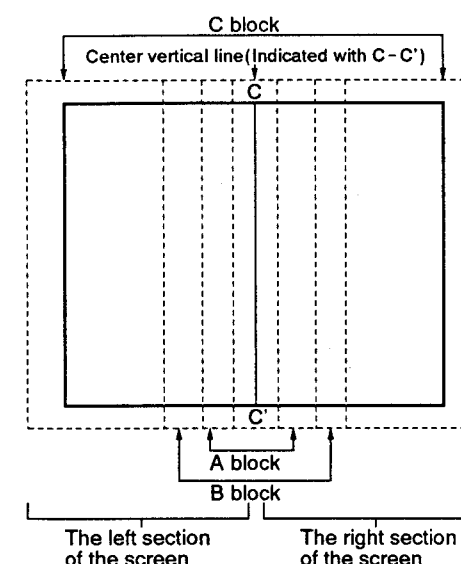 C block
Center vertical line(Indicated with C-C')
C
C'
A block
B block
The left section
of the screen
The right section
of the screen